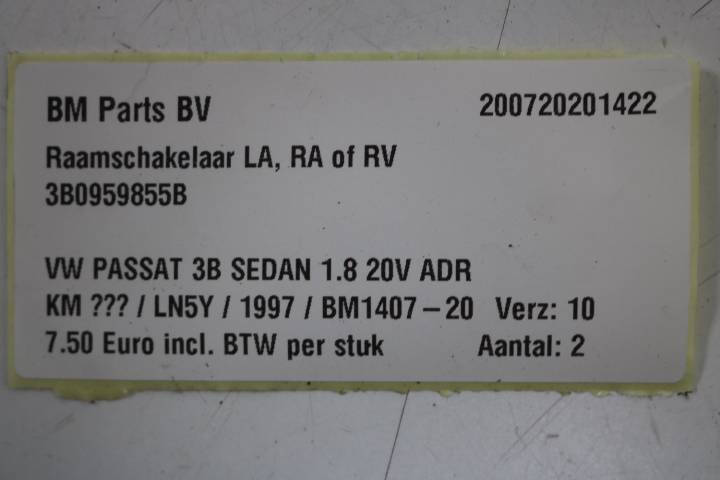 BM Parts BV 200720201422
Raamschakelaar LA, RA of RV
3B0959855B
VW PASSAT 3B SEDAN 1.8 20V ADR
KM ??? / LN5Y / 1997 / BM1407-20 Verz: 10
7.50 Euro incl. BTW per stuk Aantal: 2